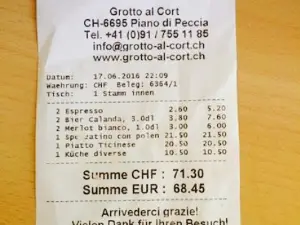 Grotto al Cort
CH-6695 Piano di Peccia
Tel. +41 (0)91 / 755 11 85
info@grotto-al-cort.ch
www.grotto-al-cort.ch
Datum: 17.06.2016 22:09
Waehrung: CHF Beleg: 6364/1
Tisch: 1 Stamm innen
2 Espresso 2.60 5.20
2 Bier Calanda, 3.0dl 3.80 7.60
2 Merlot bianco, 1.0dl 3.00 6.00
1 Spezzatino con polen 21.50 21.50
1 Piatto Ticinese 20.50 20.50
1 Küche diverse 10.50 10.50
Summe CHF : 71.30
Summe EUR : 68.45
Arrivederci grazie!
Vielen Dank für Ihren Besuch!